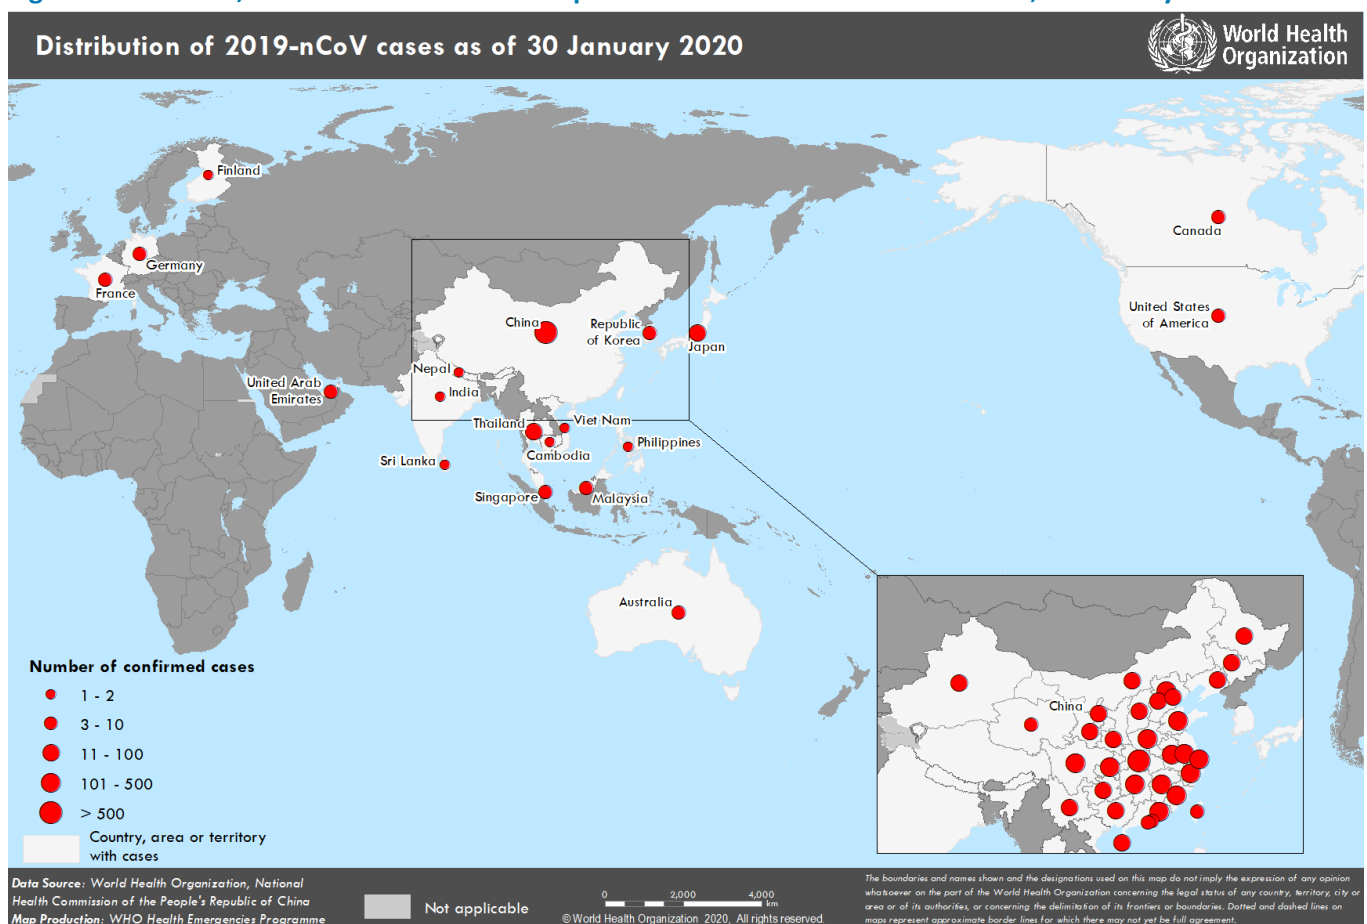 Distribution of 2019-nCoV cases as of 30 January 2020
World Health
Organization
Finland
Germany
France
Canada
United States
of America
China
Republic
of Korea
Japan
Nepal
India
United Arab
Emirates
Thailand
Viet Nam
Cambodia
Philippines
Sri Lanka
Singapore
Malaysia
Australia
China
Number of confirmed cases
1 - 2
3 - 10
11 - 100
101 - 500
> 500
Country, area or territory
with cases
Data Source: World Health Organization, National
Health Commission of the People's Republic of China
Map Production: WHO Health Emergencies Programme
Not applicable
0 2,000 4,000
km
© World Health Organization 2020, All rights reserved.
The boundaries and names shown and the designations used on this map do not imply the expression of any opinion
whatsoever on the part of the World Health Organization concerning the legal status of any country, territory, city or
area or of its authorities, or concerning the delimitation of its frontiers or boundaries. Dotted and dashed lines on
maps represent approximate border lines for which there may not yet be full agreement.